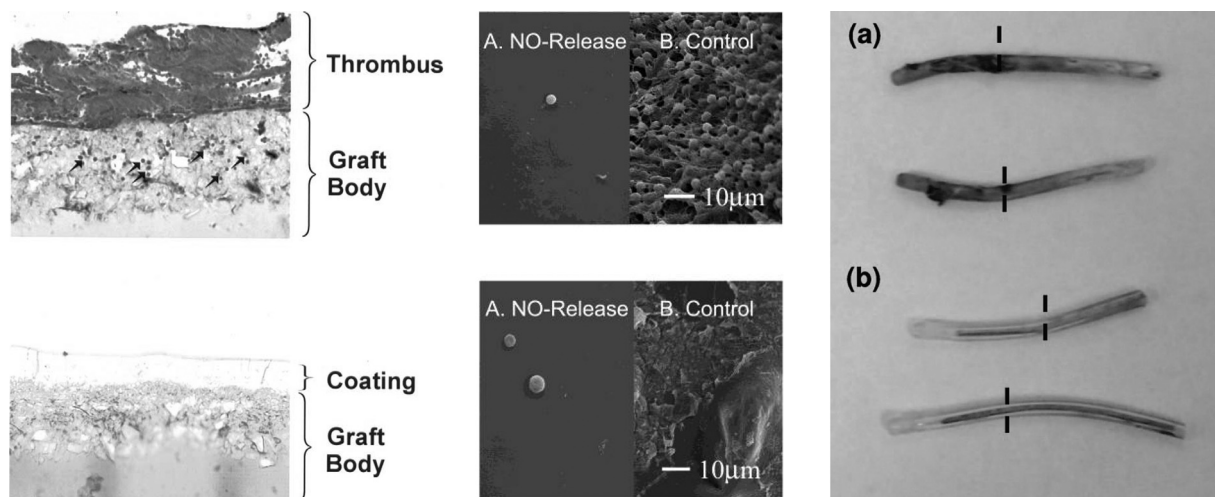 Thrombus
Graft
Body
Coating
Graft
Body
A. NO-Release
B. Control
10μm
A. NO-Release
B. Control
10μm
(a)
(b)